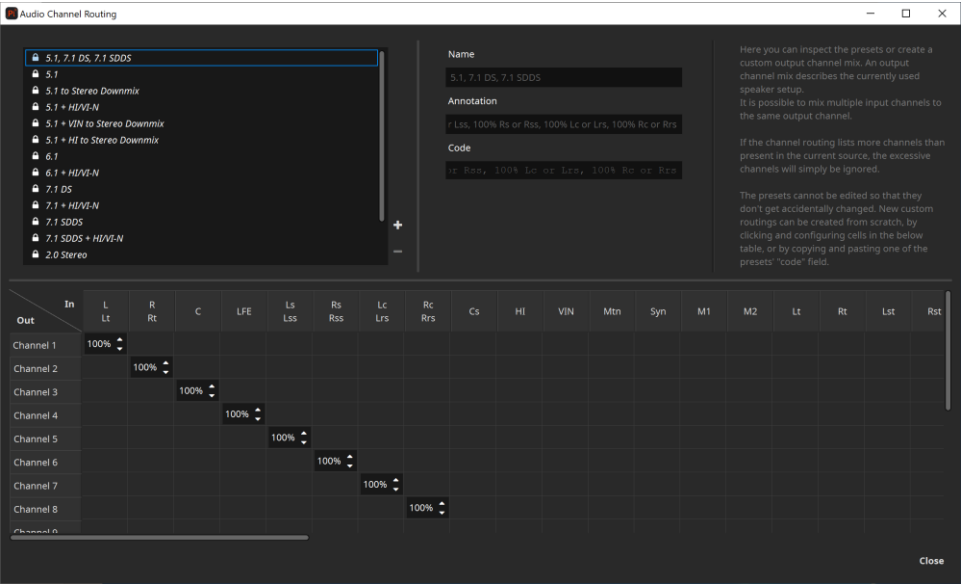 Audio Channel Routing
5.1, 7.1 DS, 7.1 SDDS
5.1
5.1 to Stereo Downmix
5.1 + HI/VI-N
5.1 + VIN to Stereo Downmix
5.1 + HI to Stereo Downmix
6.1
6.1 + HI/VI-N
7.1 DS
7.1 + HI/VI-N
7.1 SDDS
7.1 SDDS + HI/VI-N
2.0 Stereo
Name
5.1, 7.1 DS, 7.1 SDDS
Annotation
r Lss, 100% Rs or Rss, 100% Lc or Lrs, 100% Rc or Rrs
Code
or Rss, 100% Lc or Lrs, 100% Rc or Rrs
Here you can inspect the presets or create a
custom output channel mix. An output
channel mix describes the currently used
speaker setup.
It is possible to mix multiple input channels to
the same output channel.
If the channel routing lists more channels than
present in the current source, the excessive
channels will simply be ignored.
The presets cannot be edited so that they
don't get accidentally changed. New custom
routings can be created from scratch, by
clicking and configuring cells in the below
table, or by copying and pasting one of the
presets' "code" field.
In
Out
L
Lt
R
Rt
C
LFE
Ls
Lss
Rs
Rss
Lc
Lrs
Rc
Rrs
Cs
HI
VIN
Mtn
Syn
M1
M2
Lt
Rt
Lst
Rst
Channel 1 100%
Channel 2 100%
Channel 3 100%
Channel 4 100%
Channel 5 100%
Channel 6 100%
Channel 7 100%
Channel 8 100%
Channel 9
Close